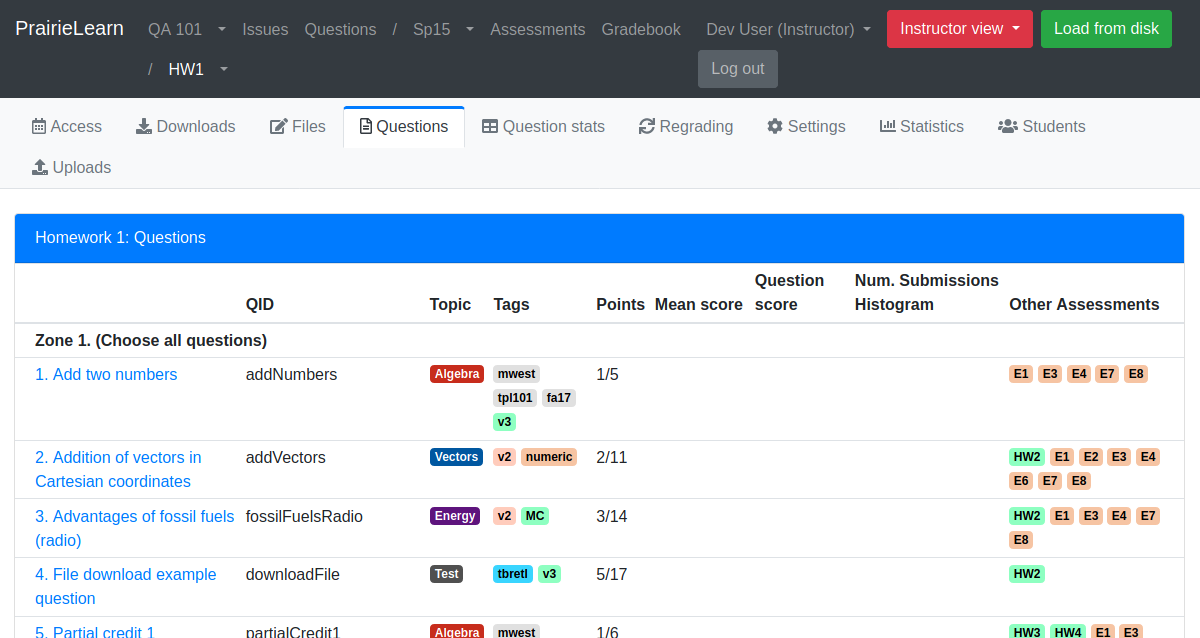 PrairieLearn QA 101 Issues Questions / Sp15 Assessments Gradebook Dev User (Instructor) Instructor view Load from disk
/ HW1 Log out
Access Downloads Files Questions Question stats Regrading Settings Statistics Students
Uploads
Homework 1: Questions
QID Topic Tags Points Mean score Question score Num. Submissions Histogram Other Assessments
Zone 1. (Choose all questions)
1. Add two numbers addNumbers Algebra mwest 1/5 E1 E3 E4 E7 E8
tpl101 fa17
v3
2. Addition of vectors in addVectors Vectors v2 numeric 2/11 HW2 E1 E2 E3 E4
Cartesian coordinates E6 E7 E8
3. Advantages of fossil fuels fossilFuelsRadio Energy v2 MC 3/14 HW2 E1 E3 E4 E7
(radio) E8
4. File download example downloadFile Test tbretl v3 5/17 HW2
question
5. Partial credit 1 partialCredit1 Algebra mwest 1/6 HW3 HW4 E1 E3